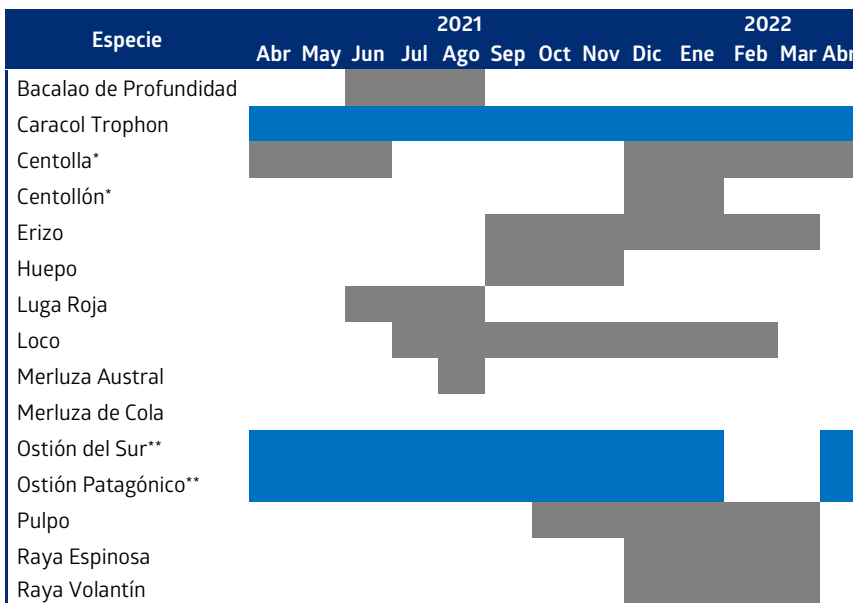 Especie 2021 2022
Abr May Jun Jul Ago Sep Oct Nov Dic Ene Feb Mar Abr
Bacalao de Profundidad
Caracol Trophon
Centolla*
Centollón*
Erizo
Huepo
Luga Roja
Loco
Merluza Austral
Merluza de Cola
Ostión del Sur**
Ostión Patagónico**
Pulpo
Raya Espinosa
Raya Volantín